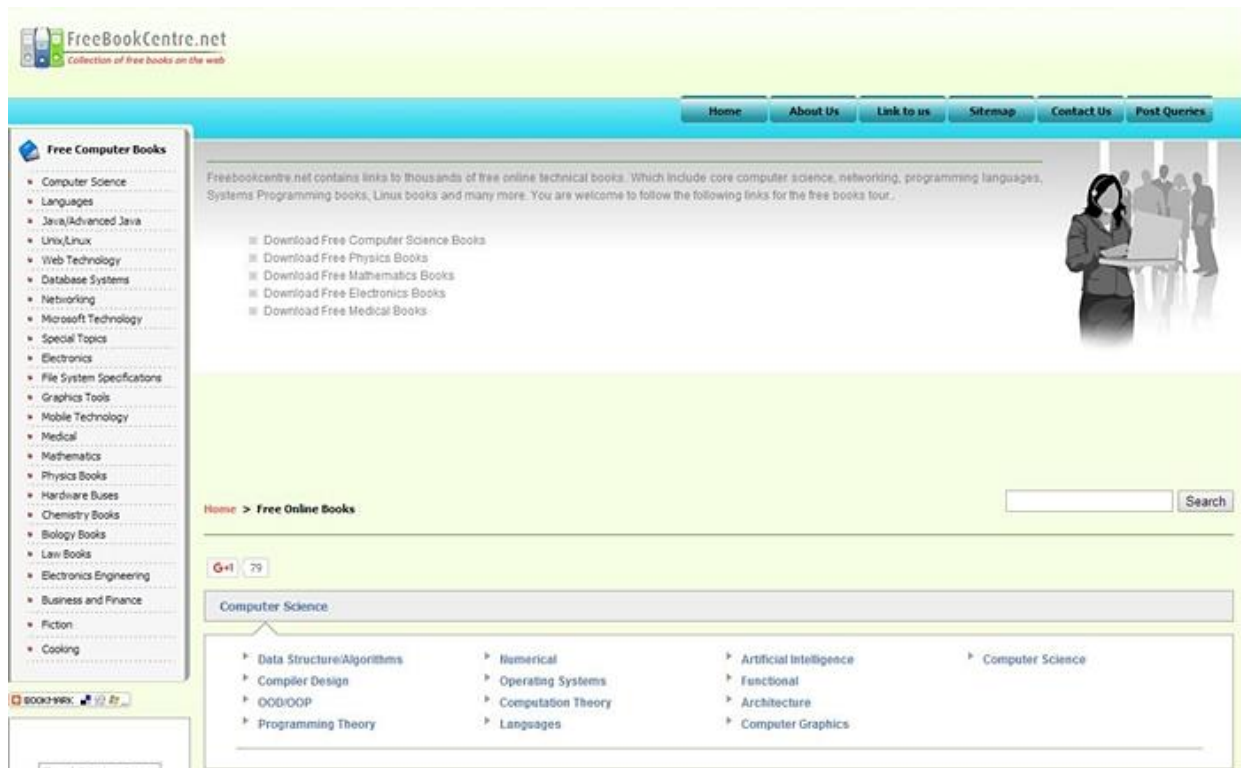 FreeBookCentre.net
Collection of free books on the web
Home About Us Link to us Sitemap Contact Us Post Queries
Free Computer Books
Computer Science
Languages
Java/Advanced Java
Unix/Linux
Web Technology
Database Systems
Networking
Microsoft Technology
Special Topics
Electronics
File System Specifications
Graphics Tools
Mobile Technology
Medical
Mathematics
Physics Books
Hardware Buses
Chemistry Books
Biology Books
Law Books
Electronics Engineering
Business and Finance
Fiction
Cooking
BOOKMARK
Freebookcentre.net contains links to thousands of free online technical books. Which Include core computer science, networking, programming languages,
Systems Programming books, Linux books and many more. You are welcome to follow the following links for the free books tour..
Download Free Computer Science Books
Download Free Physics Books
Download Free Mathematics Books
Download Free Electronics Books
Download Free Medical Books
Home > Free Online Books
Search
G+1 79
Computer Science
Data Structure/Algorithms Numerical Artificial Intelligence Computer Science
Compiler Design Operating Systems Functional
OOD/OOP Computation Theory Architecture
Programming Theory Languages Computer Graphics